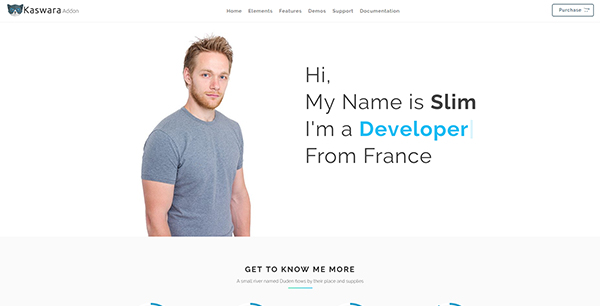 Kaswara Addon
Home Elements Features Demos Support Documentation
Purchase
Hi,
My Name is Slim
I'm a Developer
From France
GET TO KNOW ME MORE
A small river named Duden flows by their place and supplies